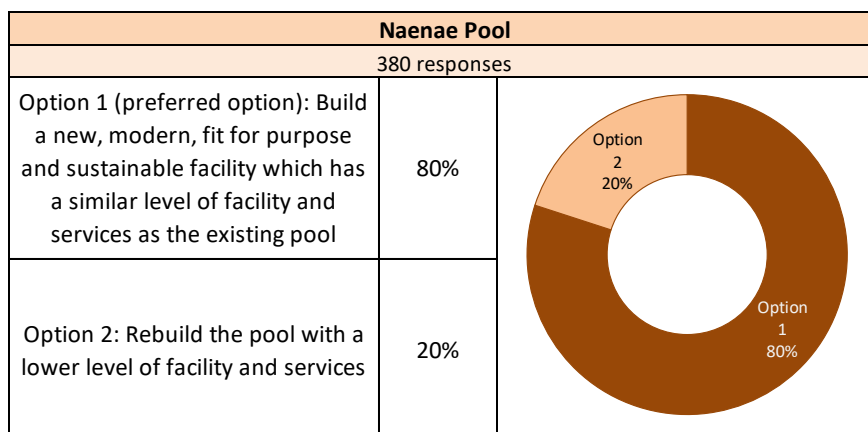 Naenae Pool
380 responses
Option 1 (preferred option): Build
a new, modern, fit for purpose
and sustainable facility which has
a similar level of facility and
services as the existing pool
80%
Option 2: Rebuild the pool with a
lower level of facility and services
20%
Option
2
20%
Option
1
80%